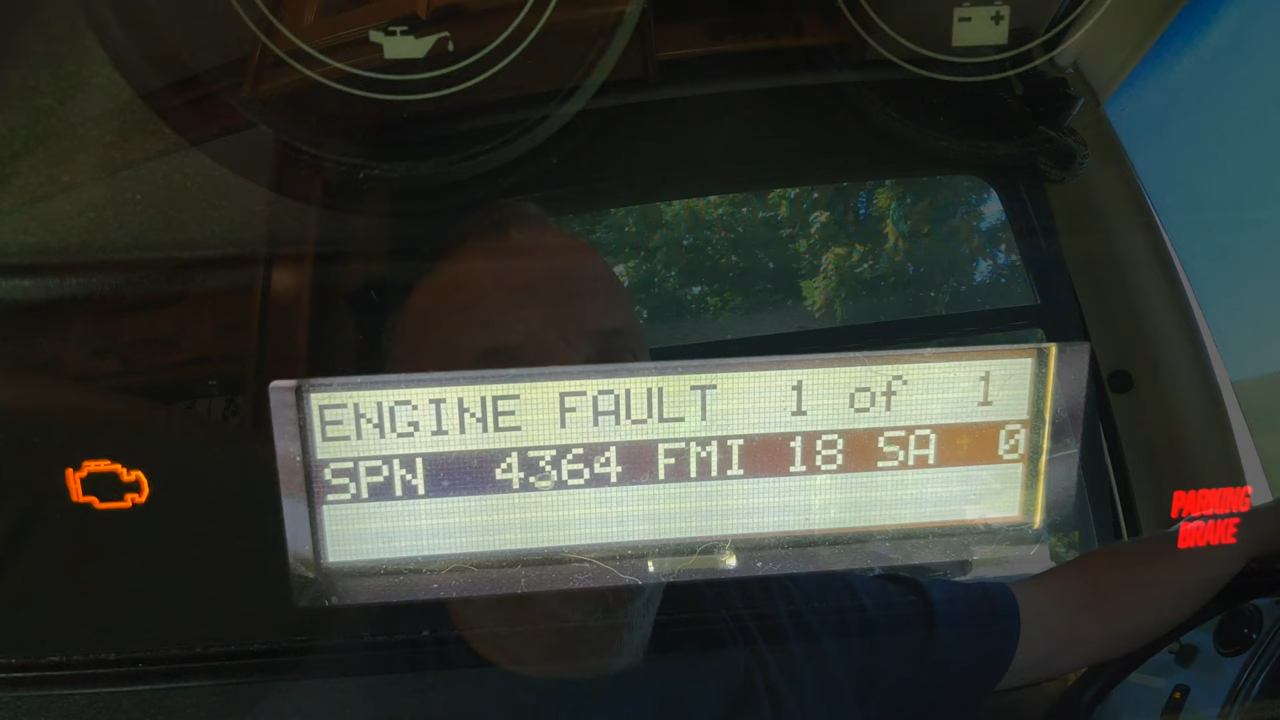 ENGINE FAULT 1 of 1
SPN 4364 FMI 18 SA 0
PARKING
BRAKE